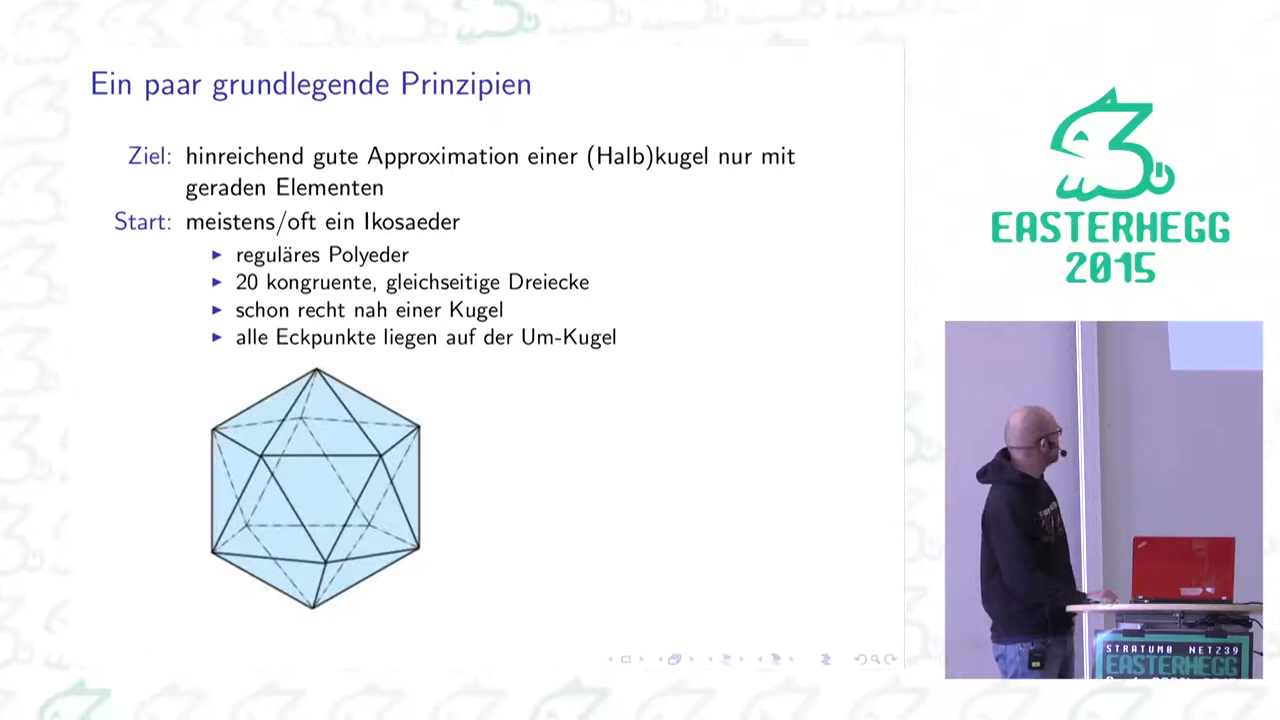 Ein paar grundlegende Prinzipien
Ziel: hinreichend gute Approximation einer (Halb)kugel nur mit
geraden Elementen
Start: meistens/oft ein Ikosaeder
reguläres Polyeder
20 kongruente, gleichseitige Dreiecke
schon recht nah einer Kugel
alle Eckpunkte liegen auf der Um-Kugel
EASTERHEGG
2015
STRATUM0 NET239
EASTERHEGG